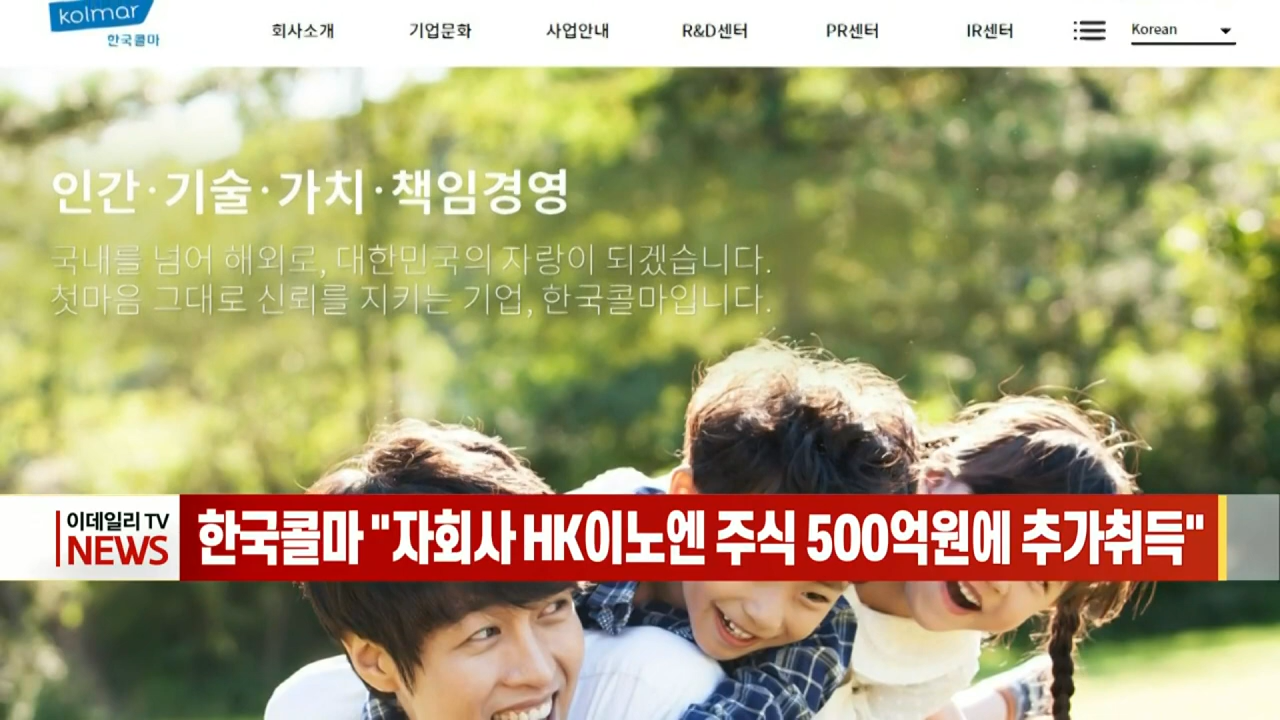 kolmar
한국콜마
회사소개 기업문화 사업안내 R&D센터 PR센터 IR센터 Korean
인간·기술·가치·책임경영
국내를 넘어 해외로, 대한민국의 자랑이 되겠습니다.
첫마음 그대로 신뢰를 지키는 기업, 한국콜마입니다.
이데일리 TV
NEWS
한국콜마 "자회사 HK이노엔 주식 500억원에 추가취득"